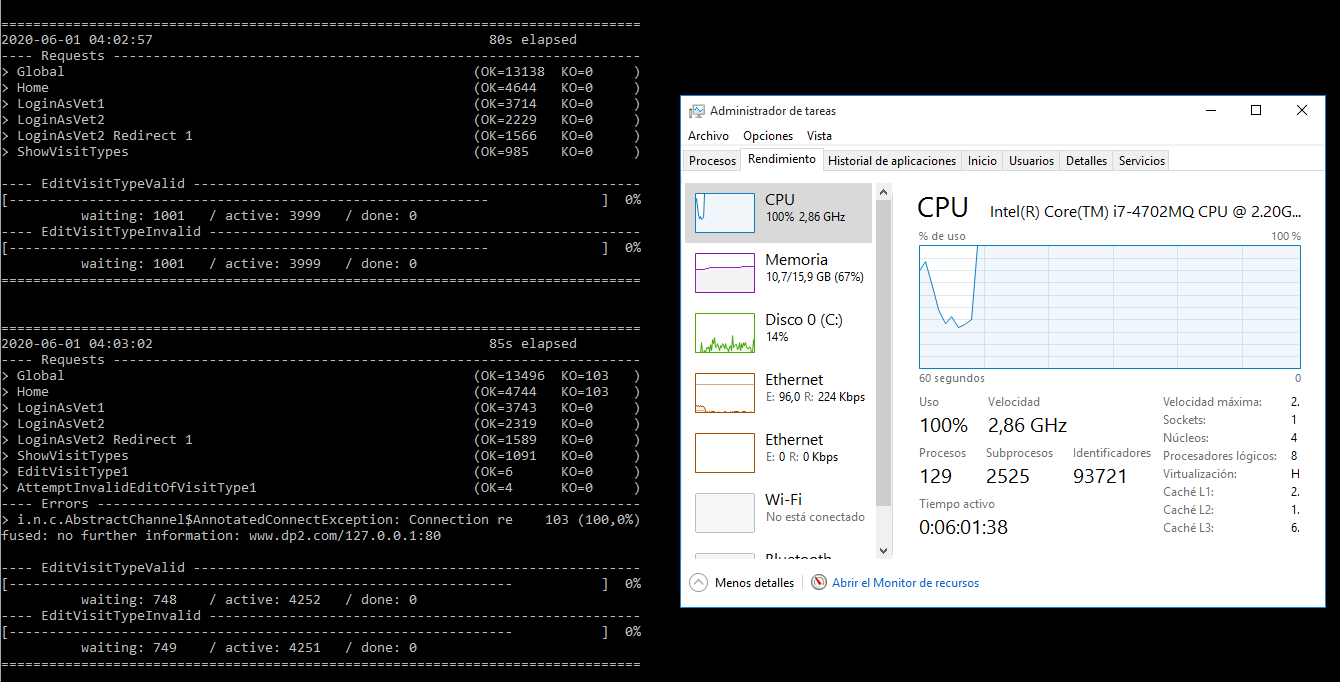 ================================================================================
2020-06-01 04:02:57                                          80s elapsed
---- Requests ------------------------------------------------------------------
> Global                                                   (OK=13138  KO=0     )
> Home                                                     (OK=4644   KO=0     )
> LoginAsVet1                                              (OK=3714   KO=0     )
> LoginAsVet2                                              (OK=2229   KO=0     )
> LoginAsVet2 Redirect 1                                   (OK=1566   KO=0     )
> ShowVisitTypes                                           (OK=985    KO=0     )
---- EditVisitTypeValid --------------------------------------------------------
[------------------------------------------------------------              ]  0%
          waiting: 1001   / active: 3999   / done: 0
---- EditVisitTypeInvalid ------------------------------------------------------
[------------------------------------------------------------              ]  0%
          waiting: 1001   / active: 3999   / done: 0
================================================================================
================================================================================
2020-06-01 04:03:02                                          85s elapsed
---- Requests ------------------------------------------------------------------
> Global                                                   (OK=13496  KO=103   )
> Home                                                     (OK=4744   KO=103   )
> LoginAsVet1                                              (OK=3743   KO=0     )
> LoginAsVet2                                              (OK=2319   KO=0     )
> LoginAsVet2 Redirect 1                                   (OK=1589   KO=0     )
> ShowVisitTypes                                           (OK=1091   KO=0     )
> EditVisitType1                                           (OK=6      KO=0     )
> AttemptInvalidEditOfVisitType1                           (OK=4      KO=0     )
---- Errors --------------------------------------------------------------------
> i.n.c.AbstractChannel$AnnotatedConnectException: Connection re    103 (100,0%)
fused: no further information: www.dp2.com/127.0.0.1:80
---- EditVisitTypeValid --------------------------------------------------------
[---------------------------------------------------------------           ]  0%
          waiting: 748    / active: 4252   / done: 0
---- EditVisitTypeInvalid ------------------------------------------------------
[---------------------------------------------------------------           ]  0%
          waiting: 749    / active: 4251   / done: 0
================================================================================
Administrador de tareas
Archivo Opciones Vista
Procesos Rendimiento Historial de aplicaciones Inicio Usuarios Detalles Servicios
CPU
100% 2,86 GHz
Memoria
10,7/15,9 GB (67%)
Disco 0 (C:)
14%
Ethernet
E: 96,0 R: 224 Kbps
Ethernet
E: 0 R: 0 Kbps
Wi-Fi
No está conectado
Bluetooth
CPU Intel(R) Core(TM) i7-4702MQ CPU @ 2.20G...
% de uso 100 %
60 segundos 0
Uso Velocidad
100% 2,86 GHz
Procesos Subprocesos Identificadores
129 2525 93721
Tiempo activo
0:06:01:38
Velocidad máxima: 2.
Sockets: 1
Núcleos: 4
Procesadores lógicos: 8
Virtualización: H
Caché L1: 2.
Caché L2: 1.
Caché L3: 6.
Menos detalles Abrir el Monitor de recursos